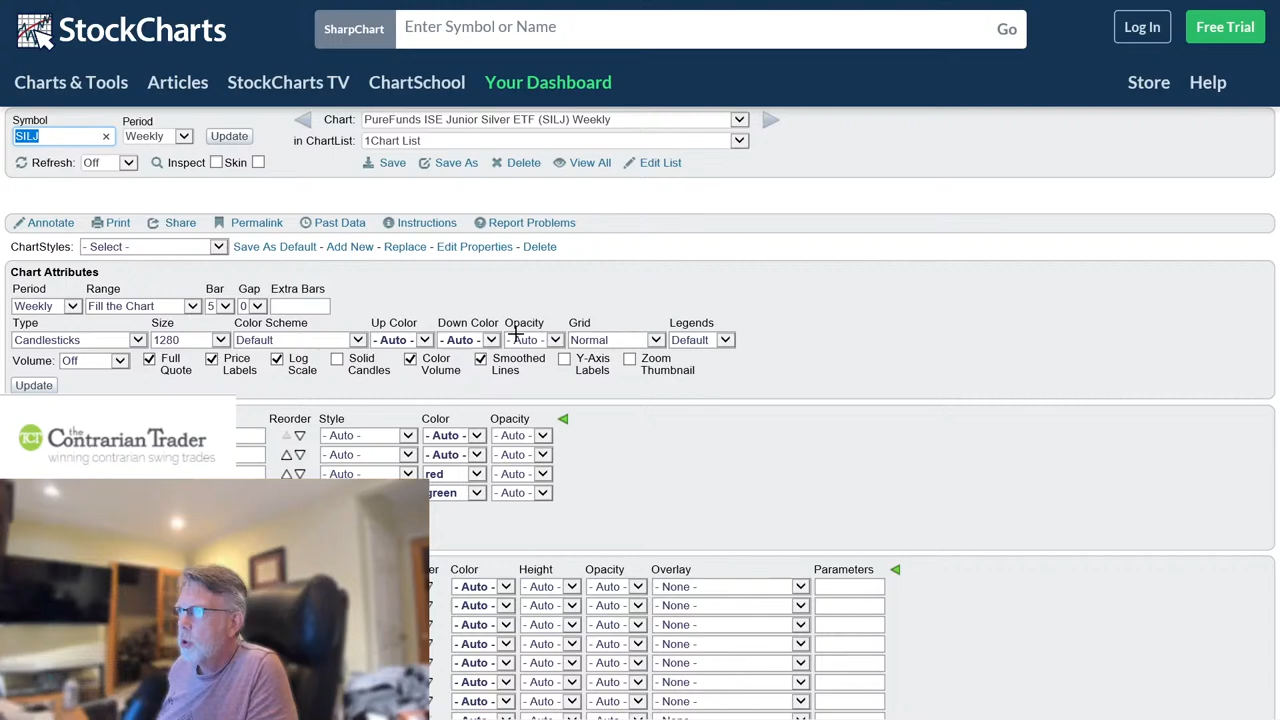 StockCharts
SharpChart
Enter Symbol or Name
Go
Log In
Free Trial
Charts & Tools
Articles
StockCharts TV
ChartSchool
Your Dashboard
Store
Help
Symbol
Period
Chart:
PureFunds ISE Junior Silver ETF (SILJ) Weekly
SILJ
×
Weekly
Update
in ChartList:
1Chart List
Refresh:
Off
Inspect
Skin
Save
Save As
Delete
View All
Edit List
Annotate
Print
Share
Permalink
Past Data
Instructions
Report Problems
ChartStyles:
- Select -
Save As Default - Add New - Replace - Edit Properties - Delete
Chart Attributes
Period
Range
Bar
Gap
Extra Bars
Weekly
Fill the Chart
5
0
Type
Size
Color Scheme
Up Color
Down Color
Opacity
Grid
Legends
Candlesticks
1280
Default
- Auto -
- Auto -
- Auto -
Normal
Default
Volume:
Off
Full
Quote
Price
Labels
Log
Scale
Solid
Candles
Color
Volume
Smoothed
Lines
Y-Axis
Labels
Zoom
Thumbnail
Update
Reorder
Style
Color
Opacity
- Auto -
- Auto -
- Auto -
- Auto -
- Auto -
- Auto -
- Auto -
red
- Auto -
green
- Auto -
TCT
the
Contrarian Trader
winning contrarian swing trades
Color
Height
Opacity
Overlay
Parameters
- Auto -
- Auto -
- Auto -
- None -
- Auto -
- Auto -
- Auto -
- None -
- Auto -
- Auto -
- Auto -
- None -
- Auto -
- Auto -
- Auto -
- None -
- Auto -
- Auto -
- Auto -
- None -
- Auto -
- Auto -
- Auto -
- None -
- Auto -
- Auto -
- Auto -
- None -